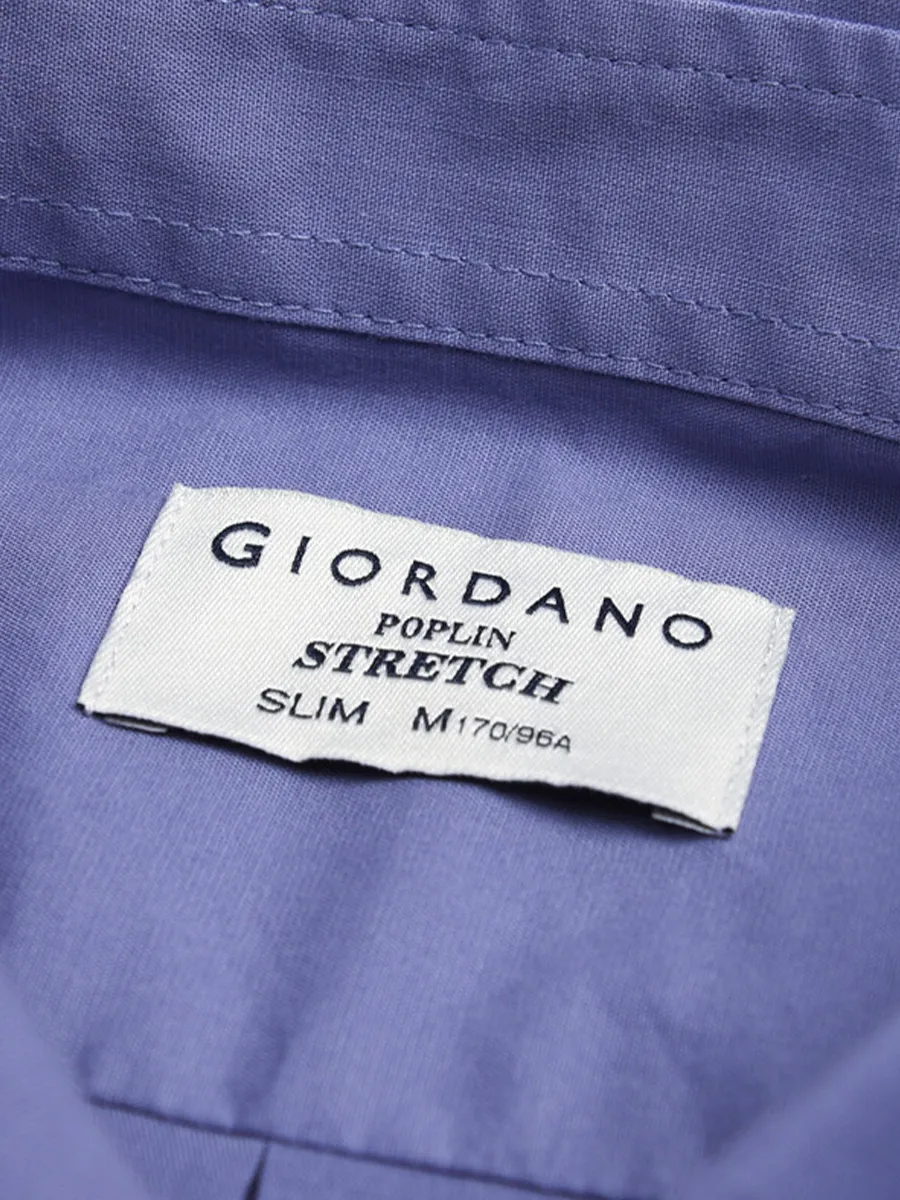 GIORDANO
POPLIN
STRETCH
SLIM M170/96A